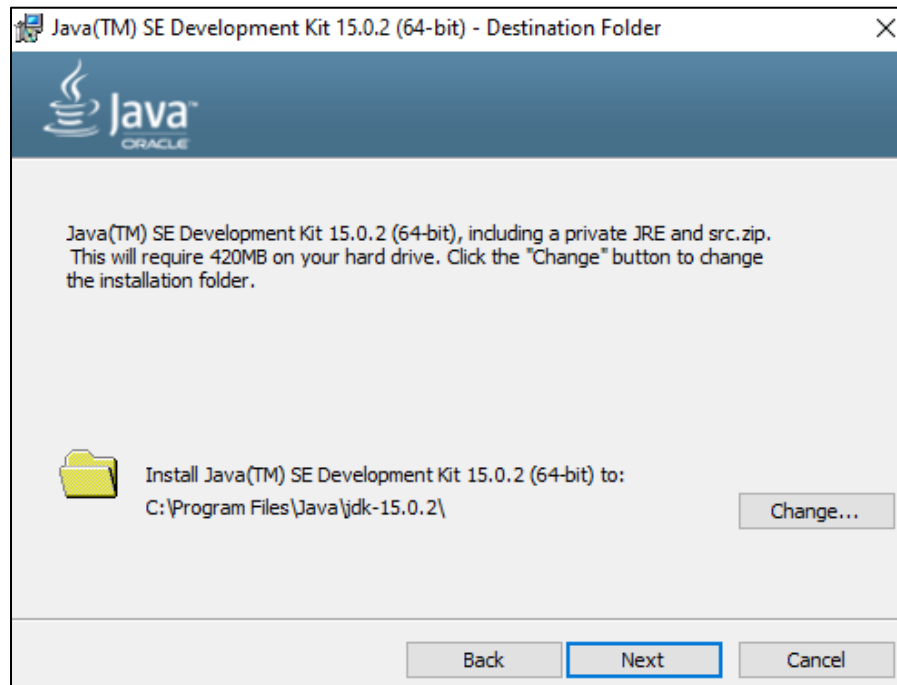 Java(TM) SE Development Kit 15.0.2 (64-bit) - Destination Folder
Java™
ORACLE
Java(TM) SE Development Kit 15.0.2 (64-bit), including a private JRE and src.zip.
This will require 420MB on your hard drive. Click the "Change" button to change
the installation folder.
Install Java(TM) SE Development Kit 15.0.2 (64-bit) to:
C:\Program Files\Java\jdk-15.0.2\
Change...
Back
Next
Cancel